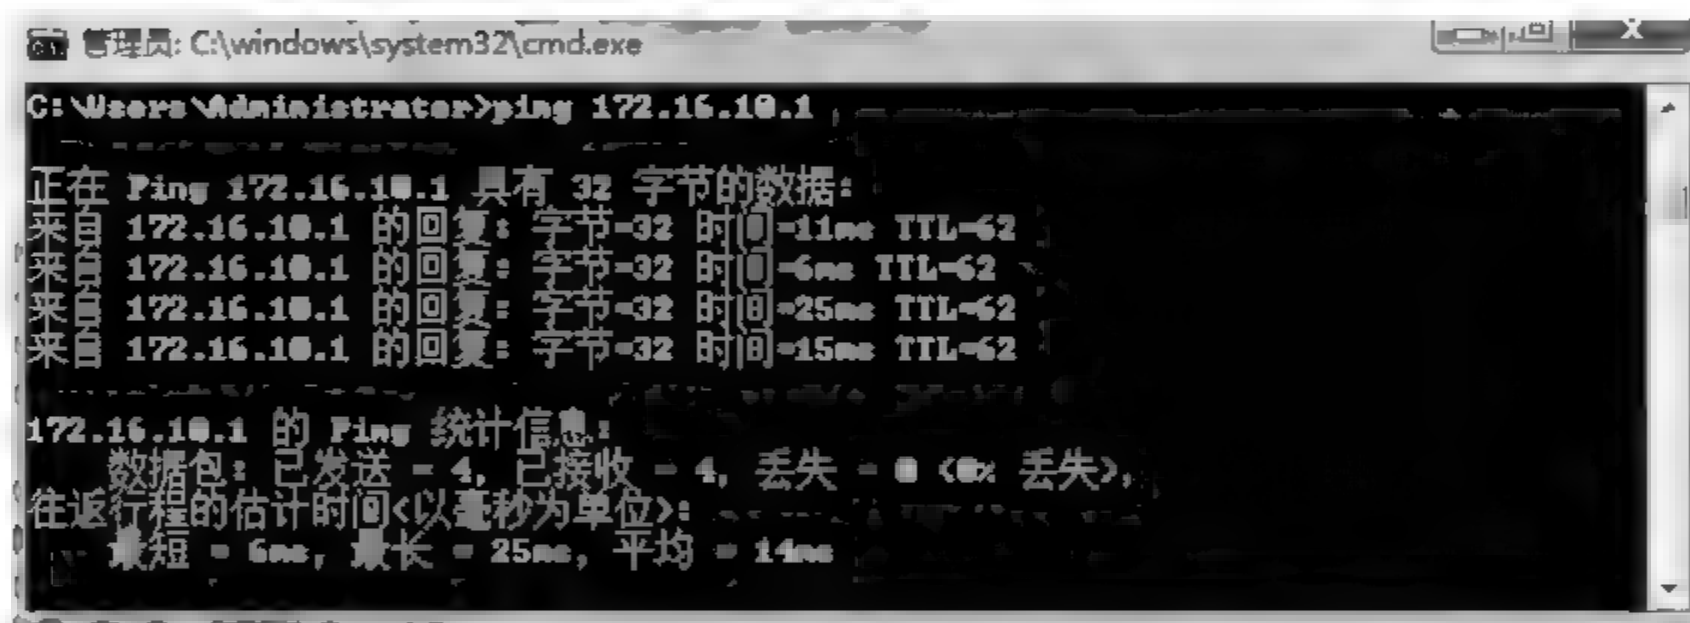 管理员: C:\windows\system32\cmd.exe
C:\Users\Administrator>ping 172.16.10.1
正在 Ping 172.16.10.1 具有 32 字节的数据:
来自 172.16.10.1 的回复: 字节=32 时间=11ms TTL=62
来自 172.16.10.1 的回复: 字节=32 时间=6ms TTL=62
来自 172.16.10.1 的回复: 字节=32 时间=25ms TTL=62
来自 172.16.10.1 的回复: 字节=32 时间=15ms TTL=62
172.16.10.1 的 Ping 统计信息:
数据包: 已发送 = 4, 已接收 = 4, 丢失 = 0 <0% 丢失>,
往返行程的估计时间<以毫秒为单位>:
最短 = 6ms, 最长 = 25ms, 平均 = 14ms